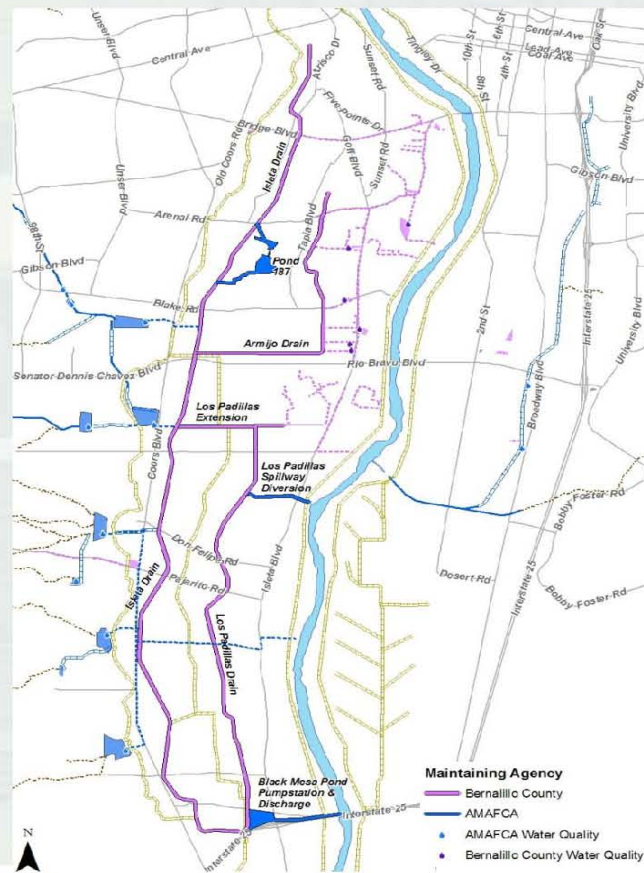 Unser Blvd
Central Ave
Atrisco Dr
Sunset Rd
Tingley Dr
10th St
8th St
6th St
4th St
Central Ave
Lead Ave
Coal Ave
Oak St
University Blvd
Five Points Dr
Bridge Blvd
Old Coors Rd
Isleta Drain
Goff Blvd
Sunset Rd
Gibson Blvd
Unser Blvd
Arenal Rd
Tapia Blvd
98th St
Gibson Blvd
Pond
187
Blake Rd
2nd St
Interstate 25
University Blvd
Armijo Drain
Rio Bravo Blvd
Senator Dennis Chavez Blvd
Broadway Blvd
Los Padillas
Extension
Coors Blvd
Los Padillas
Spillway
Diversion
Bobby Foster Rd
Don Felipe Rd
Isleta Blvd
Desert Rd
Interstate 25
Bobby Foster Rd
Isleta Drain
Pajarito Rd
Los Padillas Drain
Black Mesa Pond
Pumpstation &
Discharge
Interstate 25
Interstate 25
N
Maintaining Agency
Bernalillo County
AMAFCA
AMAFCA Water Quality
Bernalillo County Water Quality